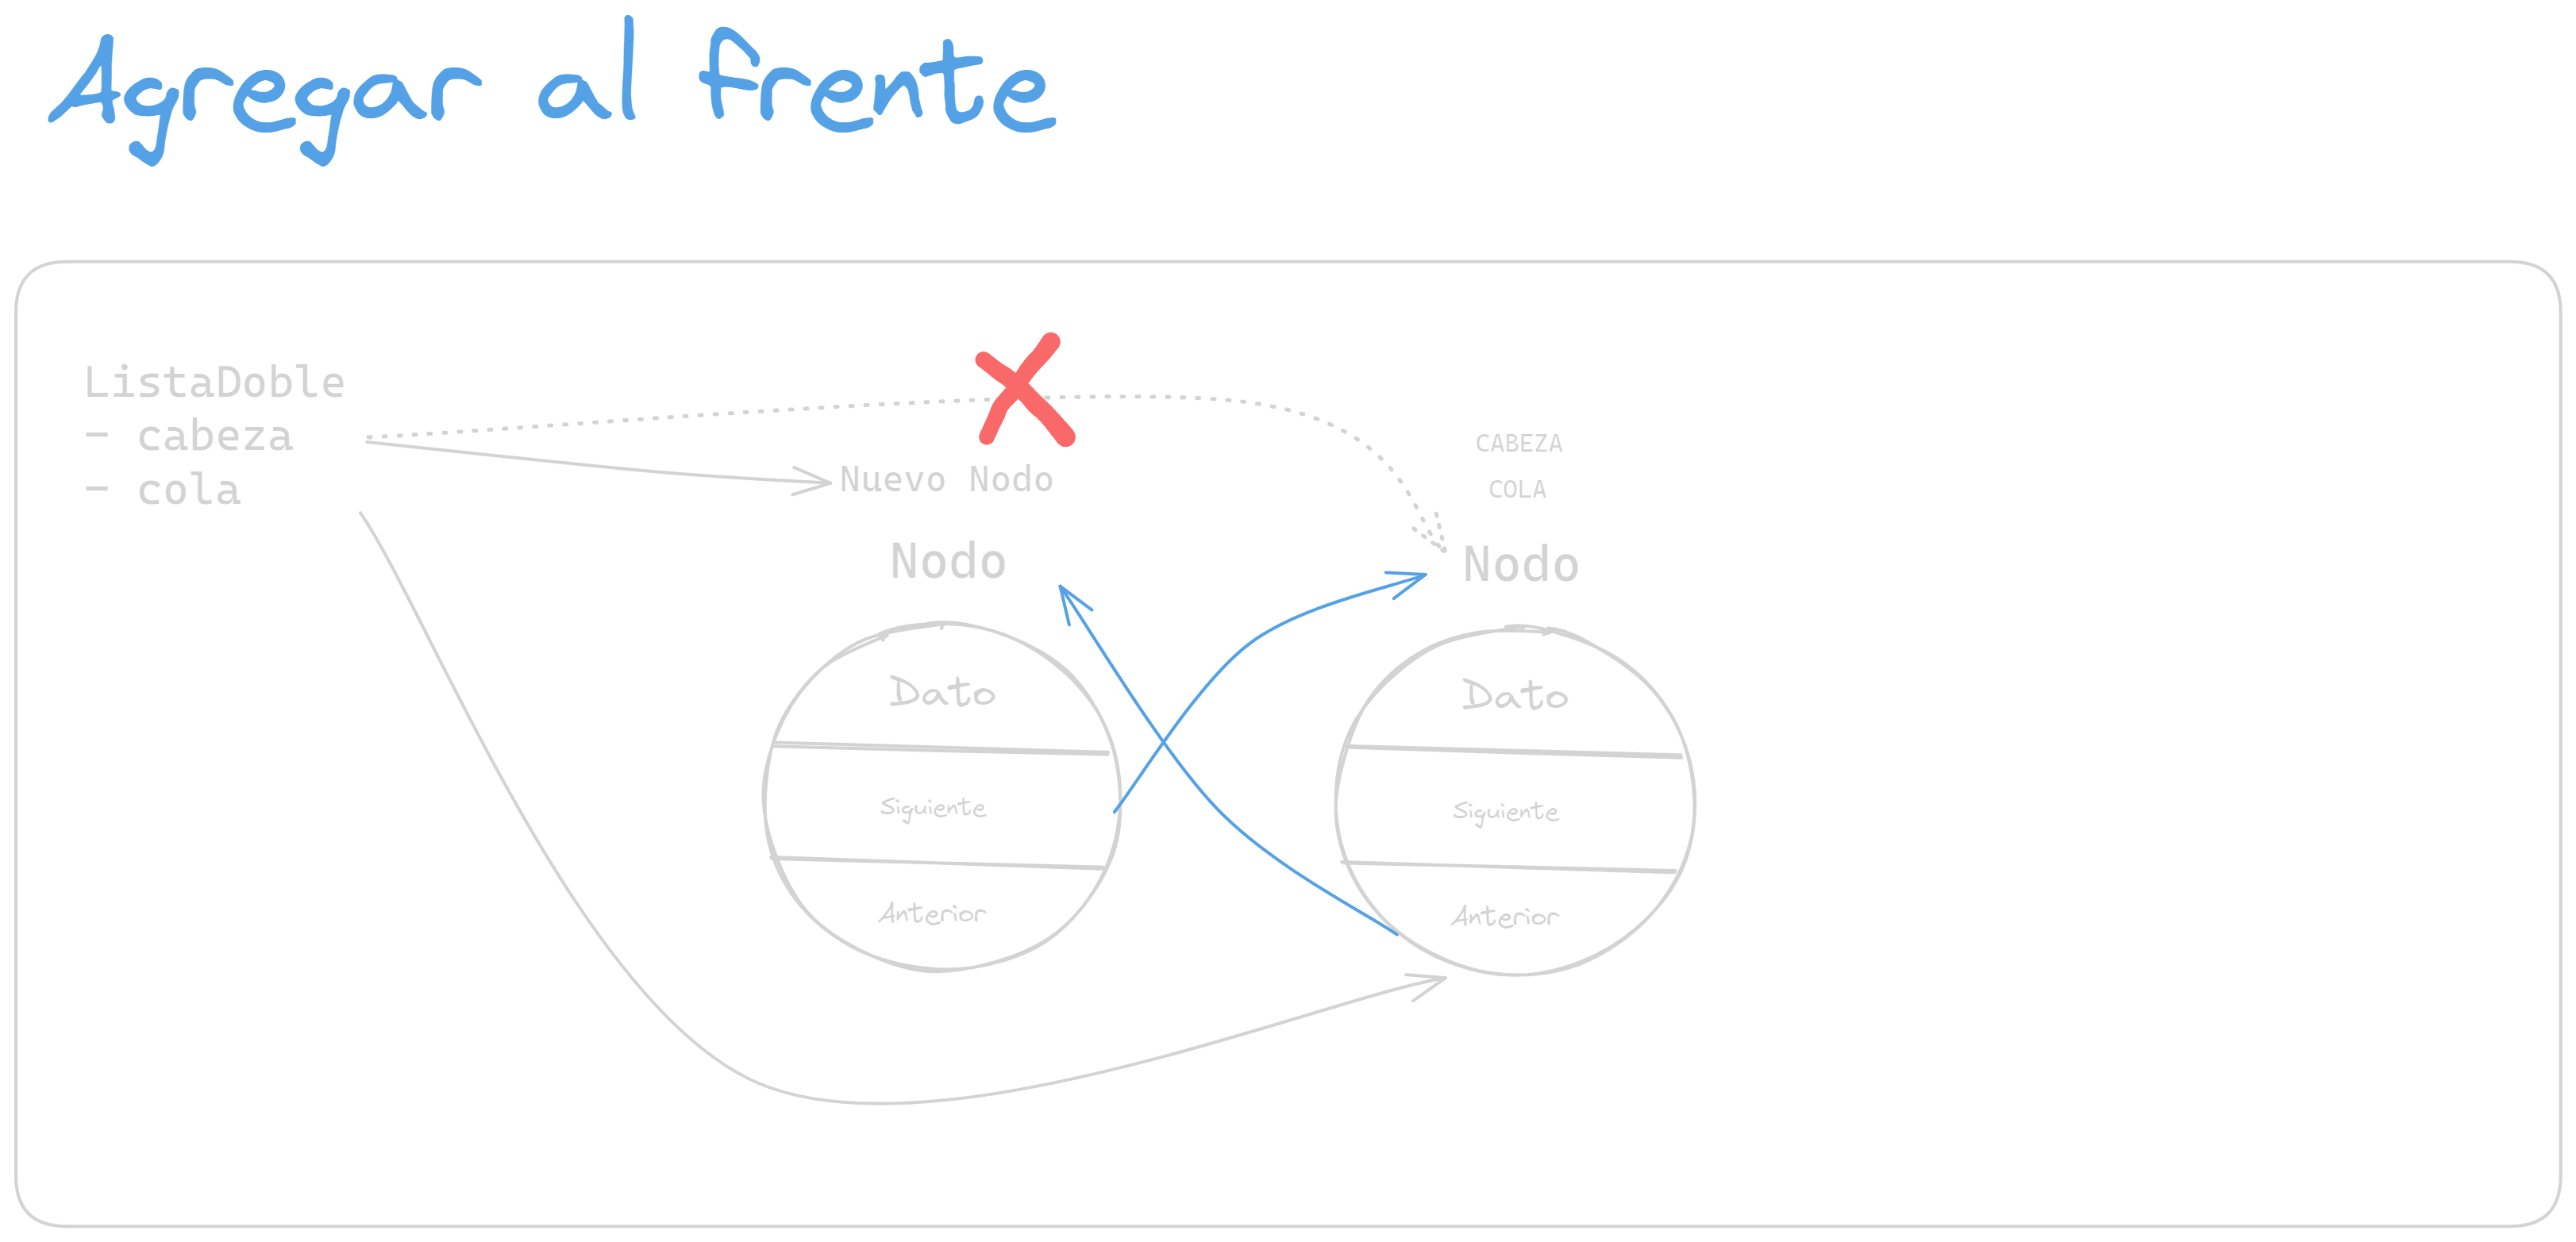 Agregar al frente
ListaDoble
- cabeza
- cola
Nuevo Nodo
Nodo
Dato
Siguiente
Anterior
CABEZA
COLA
Nodo
Dato
Siguiente
Anterior